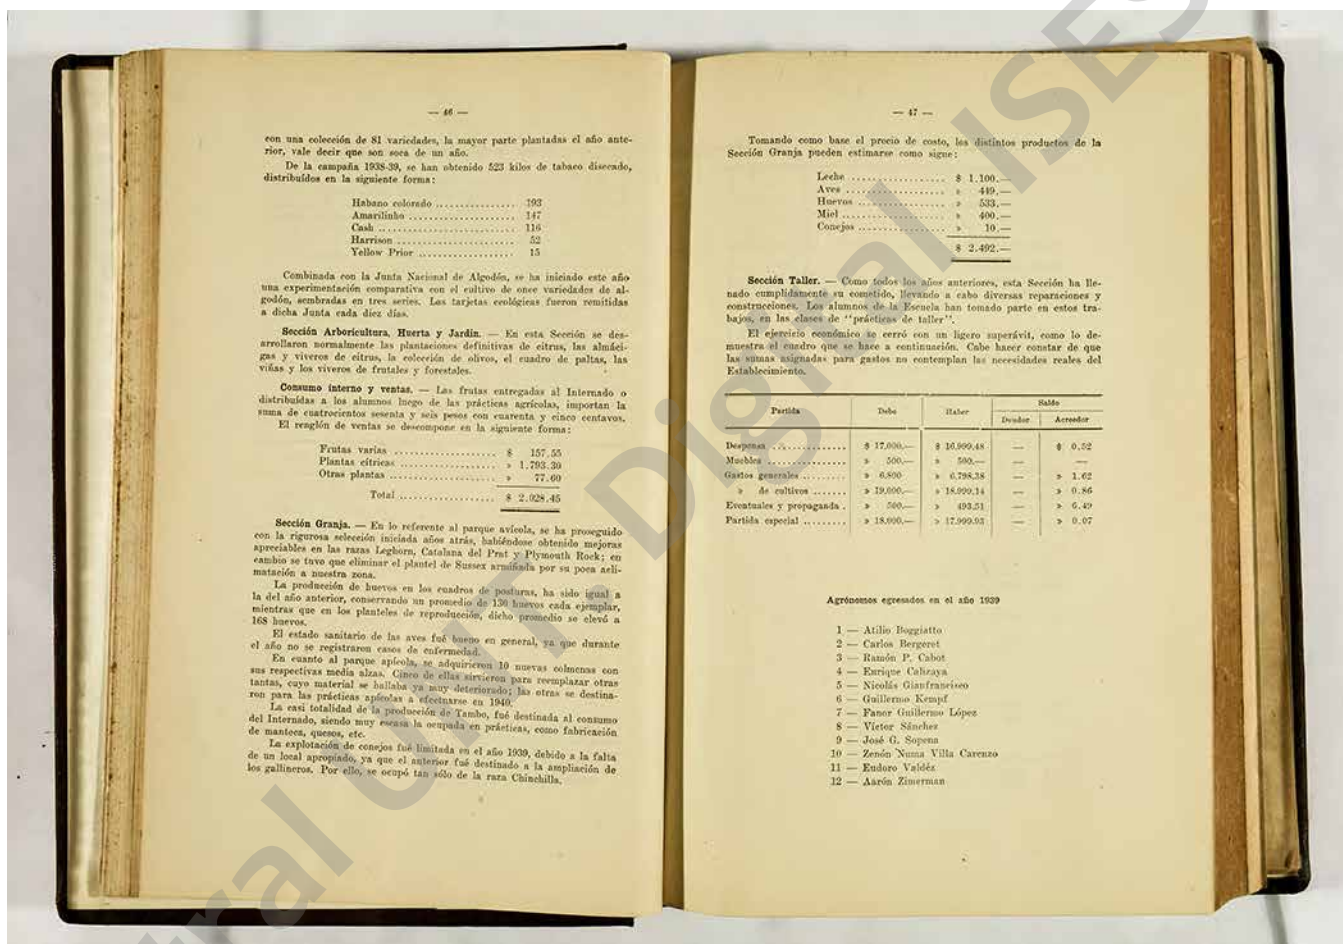 — 46 —
con una colección de 81 variedades, la mayor parte plantadas el año ante-
rior, vale decir que son soca de un año.
De la campaña 1938-39, se han obtenido 523 kilos de tabaco disecado,
distribuídos en la siguiente forma:
Habano colorado ................ 193
Amarilinho ..................... 147
Cash ........................... 116
Harrison ....................... 52
Yellow Prior ................... 15
Combinada con la Junta Nacional de Algodón, se ha iniciado este año
una experimentación comparativa con el cultivo de once variedades de al-
godón, sembradas en tres series. Las tarjetas ecológicas fueron remitidas
a dicha Junta cada diez días.
Sección Arboricultura, Huerta y Jardín. — En esta Sección se des-
arrollaron normalmente las plantaciones definitivas de citrus, las almáci-
gas y viveros de citrus, la colección de olivos, el cuadro de paltas, las
viñas y los viveros de frutales y forestales.
Consumo interno y ventas. — Las frutas entregadas al Internado o
distribuídas a los alumnos luego de las prácticas agrícolas, importan la
suma de cuatrocientos sesenta y seis pesos con cuarenta y cinco centavos.
El renglón de ventas se descompone en la siguiente forma:
Frutas varias .................... $ 157.55
Plantas cítricas ................. » 1.793.30
Otras plantas .................... » 77.60
Total ................... $ 2.028.45
Sección Granja. — En lo referente al parque avícola, se ha proseguido
con la rigurosa selección iniciada años atrás, habiéndose obtenido mejoras
apreciables en las razas Leghorn, Catalana del Prat y Plymouth Rock; en
cambio se tuvo que eliminar el plantel de Sussex armiñada por su poca acli-
matación a nuestra zona.
La producción de huevos en los cuadros de posturas, ha sido igual a
la del año anterior, conservando un promedio de 130 huevos cada ejemplar,
mientras que en los planteles de reproducción, dicho promedio se elevó a
168 huevos.
El estado sanitario de las aves fué bueno en general, ya que durante
el año no se registraron casos de enfermedad.
En cuanto al parque apícola, se adquirieron 10 nuevas colmenas con
sus respectivas media alzas. Cinco de ellas sirvieron para reemplazar otras
tantas, cuyo material se hallaba ya muy deteriorado; las otras se destina-
ron para las prácticas apícolas a efectuarse en 1940.
La casi totalidad de la producción de Tambo, fué destinada al consumo
del Internado, siendo muy escasa la ocupada en prácticas, como fabricación
de manteca, quesos, etc.
La explotación de conejos fué limitada en el año 1939, debido a la falta
de un local apropiado, ya que el anterior fué destinado a la ampliación de
los gallineros. Por ello, se ocupó tan sólo de la raza Chinchilla.
— 47 —
Tomando como base el precio de costo, los distintos productos de la
Sección Granja pueden estimarse como sigue:
Leche ................... $ 1.100.—
Aves .................... » 449.—
Huevos .................. » 533.—
Miel .................... » 400.—
Conejos ................. » 10.—
$ 2.492.—
Sección Taller. — Como todos los años anteriores, esta Sección ha lle-
nado cumplidamente su cometido, llevando a cabo diversas reparaciones y
construcciones. Los alumnos de la Escuela han tomado parte en estos tra-
bajos, en las clases de "prácticas de taller".
El ejercicio económico se cerró con un ligero superávit, como lo de-
muestra el cuadro que se hace a continuación. Cabe hacer constar de que
las sumas asignadas para gastos no contemplan las necesidades reales del
Establecimiento.
Partida Debe Haber Saldo
Deudor Acreedor
Despensa ............... $ 17.000.— $ 16.999.48 — $ 0.52
Muebles ................ » 500.— » 500.— — —
Gastos generales ........ » 6.800 » 6.798.38 — » 1.62
» de cultivos ....... » 19.000.— » 18.999.14 — » 0.86
Eventuales y propaganda . » 500.— » 493.51 — » 6.49
Partida especial ......... » 18.000.— » 17.999.93 — » 0.07
Agrónomos egresados en el año 1939
1 — Atilio Boggiatto
2 — Carlos Bergeret
3 — Ramón P. Cabot
4 — Enrique Calizaya
5 — Nicolás Gianfrancisco
6 — Guillermo Kempf
7 — Fanor Guillermo López
8 — Víctor Sánchez
9 — José G. Sopena
10 — Zenón Numa Villa Carenzo
11 — Eudoro Valdéz
12 — Aarón Zimerman
ral UNT. Digital ISES